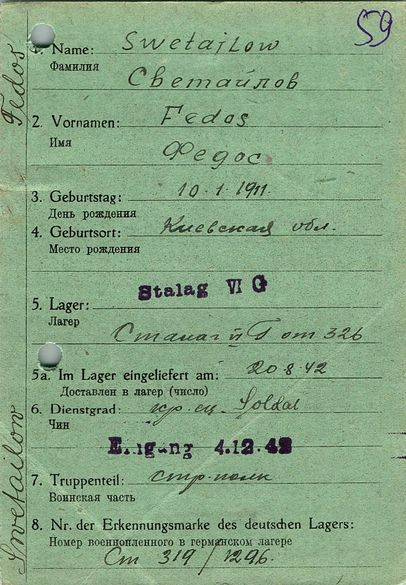 59
1. Name: Swetajlow
Фамилия
Светайлов
2. Vornamen: Fedos
Имя
Федос
3. Geburtstag: 10.1.1911.
День рождения
4. Geburtsort: Киевская обл.
Место рождения
Stalag VI G
5. Lager:
Лагерь
Сталаг VI Г от 326
5a. Im Lager eingeliefert am: 20 8.42
Доставлен в лагерь (число)
6. Dienstgrad: Soldat
Чин
Eingang 4.12.42
7. Truppenteil: стр. полк
Воинская часть
8. Nr. der Erkennungsmarke des deutschen Lagers:
Номер военнопленного в германском лагере
Ст 319 / 1296.
Swetailow Fedos